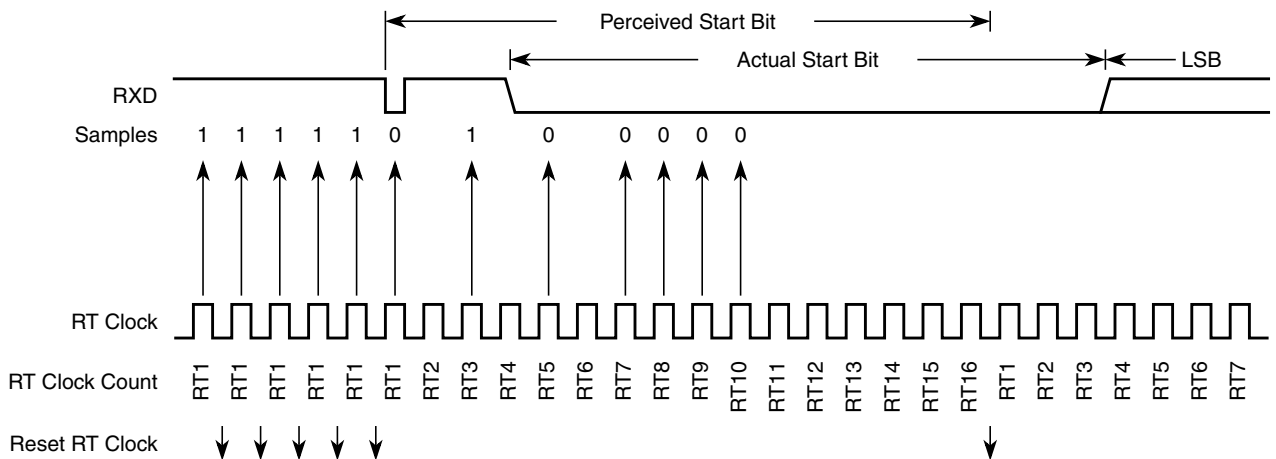 Perceived Start Bit
Actual Start Bit LSB
RXD
Samples 1 1 1 1 1 0 1 0 0 0 0 0
RT Clock
RT Clock Count RT1 RT1 RT1 RT1 RT1 RT1 RT2 RT3 RT4 RT5 RT6 RT7 RT8 RT9 RT10 RT11 RT12 RT13 RT14 RT15 RT16 RT1 RT2 RT3 RT4 RT5 RT6 RT7
Reset RT Clock